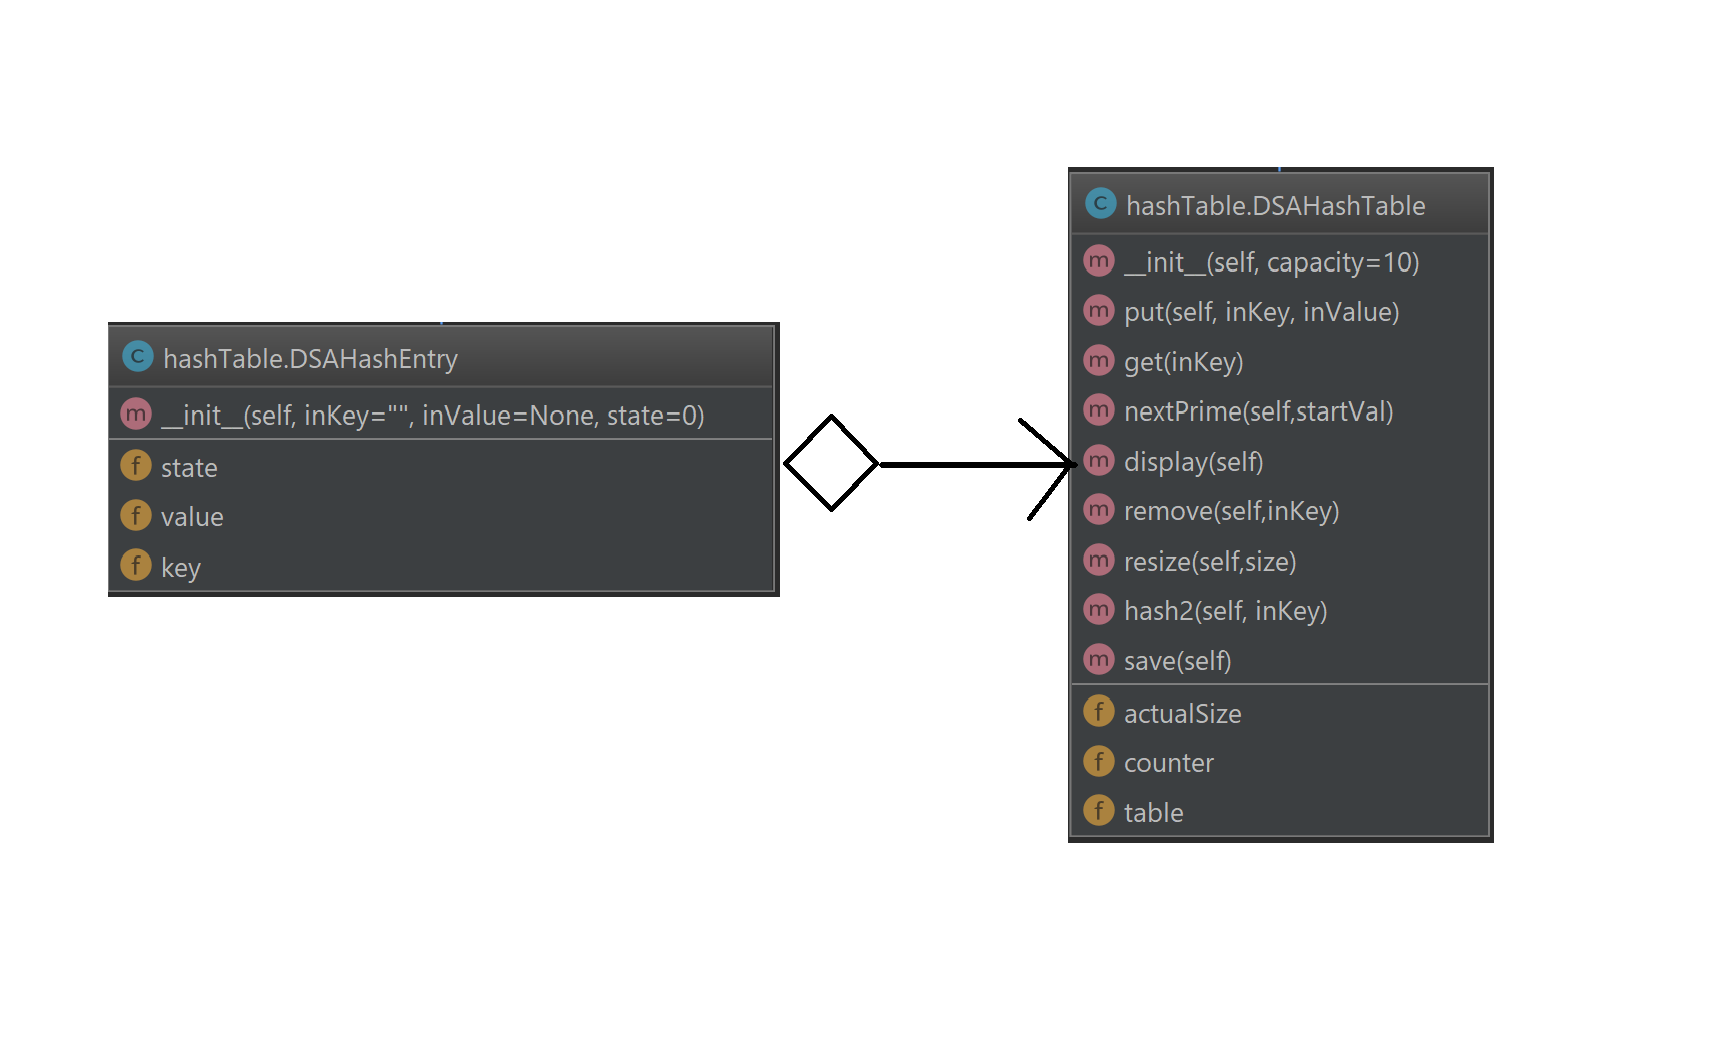 C hashTable.DSAHashEntry
m __init__(self, inKey="", inValue=None, state=0)
f state
f value
f key
C hashTable.DSAHashTable
m __init__(self, capacity=10)
m put(self, inKey, inValue)
m get(inKey)
m nextPrime(self,startVal)
m display(self)
m remove(self,inKey)
m resize(self,size)
m hash2(self, inKey)
m save(self)
f actualSize
f counter
f table